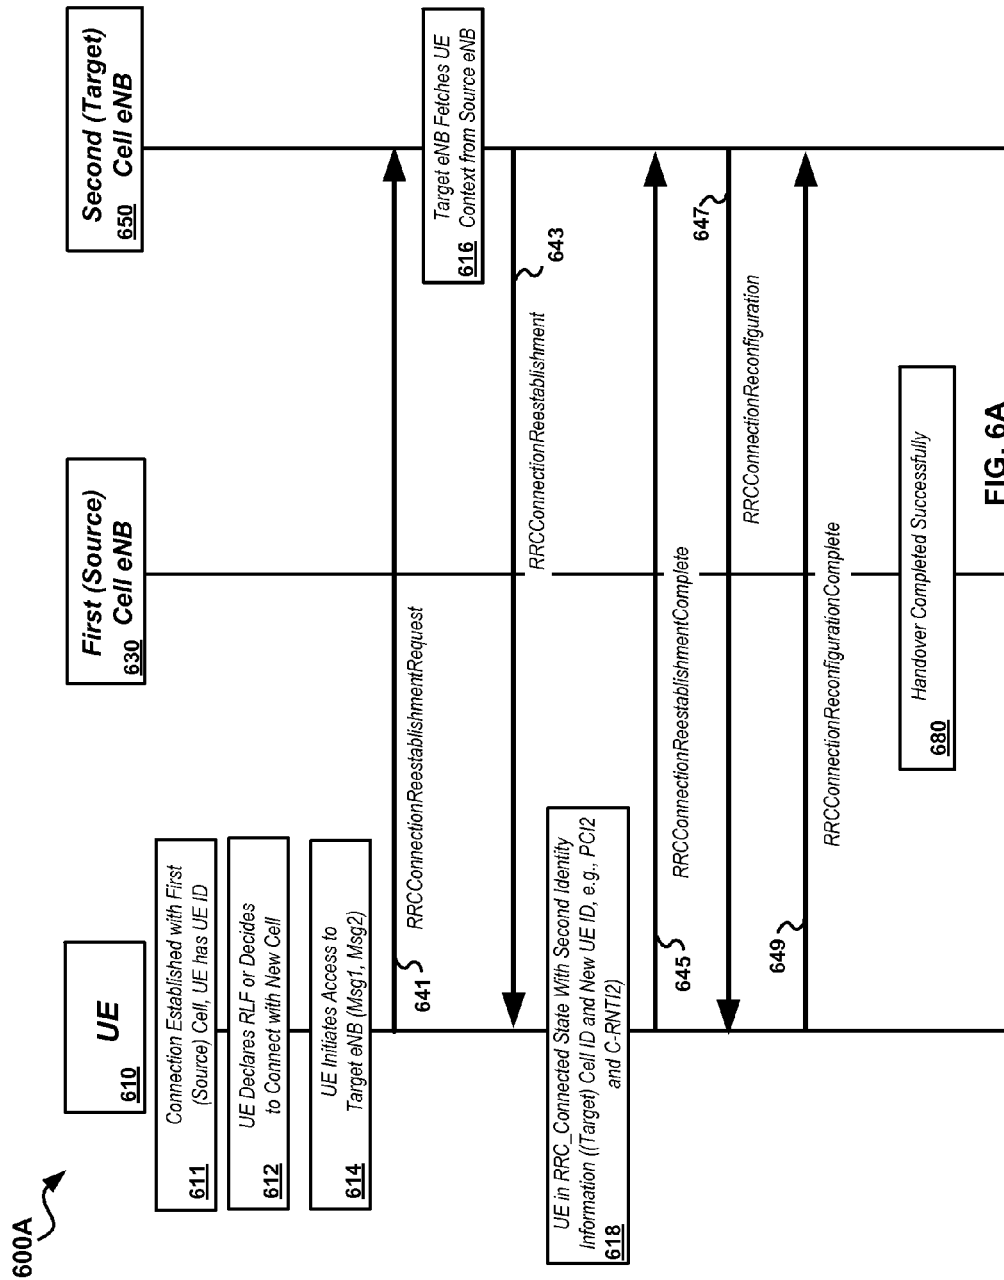 600A
UE
610
First (Source)
Cell eNB
630
Second (Target)
Cell eNB
650
Connection Established with First
(Source) Cell, UE has UE ID
611
UE Declares RLF or Decides
to Connect with New Cell
612
UE Initiates Access to
Target eNB (Msg1, Msg2)
614
641
RRCConnectionReestablishmentRequest
Target eNB Fetches UE
Context from Source eNB
616
643
RRCConnectionReestablishment
UE in RRC_Connected State With Second Identity
Information ((Target) Cell ID and New UE ID, e.g., PCI2
and C-RNTI2)
618
645
RRCConnectionReestablishmentComplete
647
RRCConnectionReconfiguration
649
RRCConnectionReconfigurationComplete
Handover Completed Successfully
680
FIG. 6A